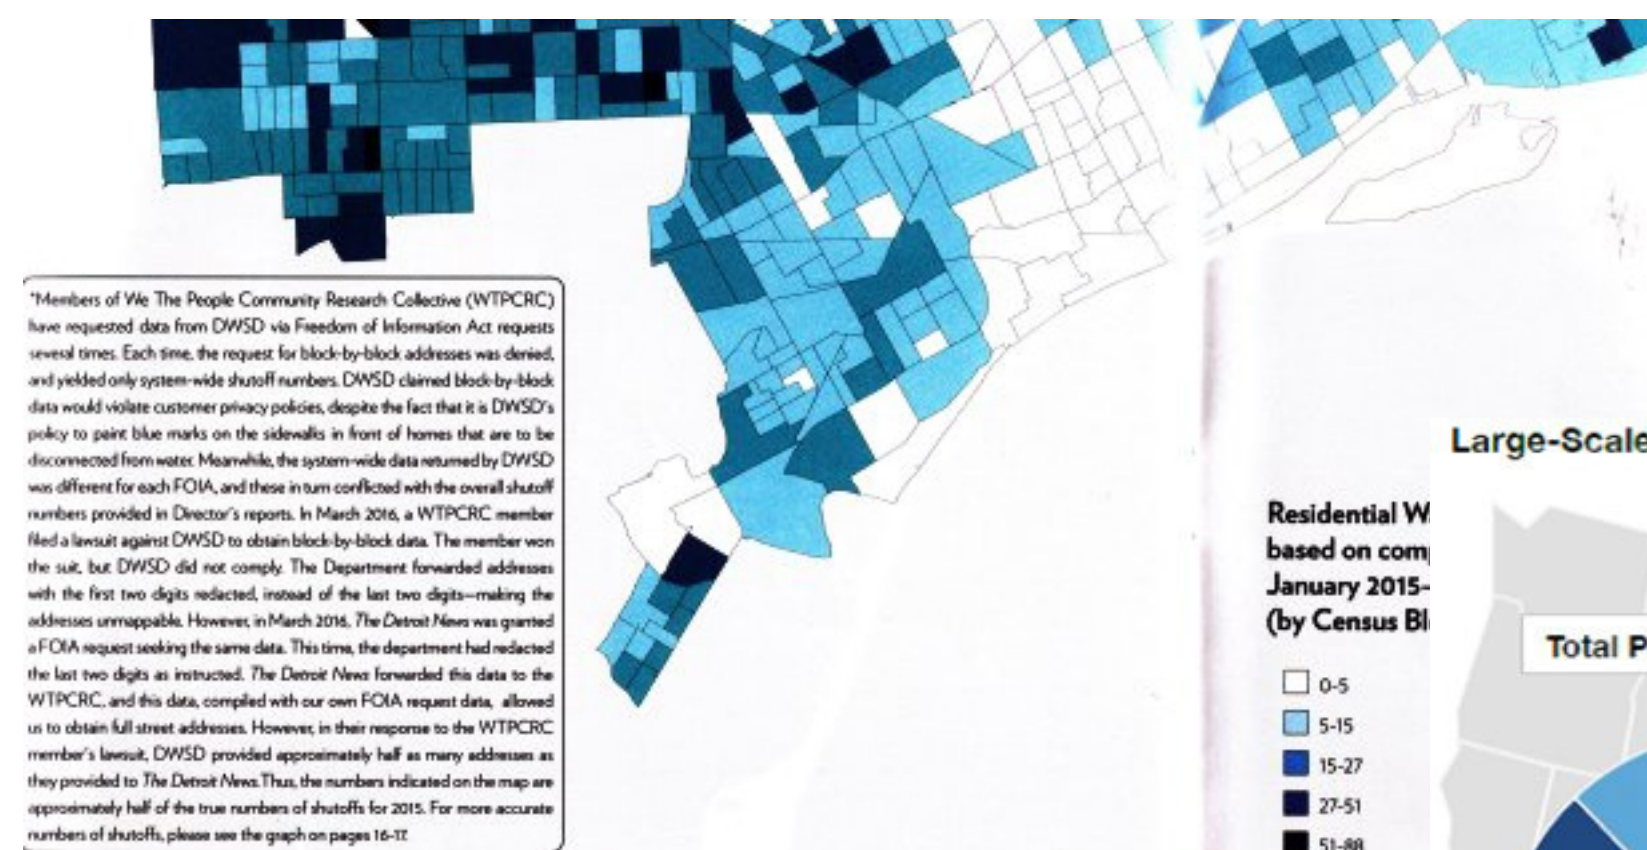 *Members of We The People Community Research Collective (WTPCRC)
have requested data from DWSD via Freedom of Information Act requests
several times. Each time, the request for block-by-block addresses was denied,
and yielded only system-wide shutoff numbers. DWSD claimed block-by-block
data would violate customer privacy policies, despite the fact that it is DWSD's
policy to paint blue marks on the sidewalks in front of homes that are to be
disconnected from water. Meanwhile, the system-wide data returned by DWSD
was different for each FOIA, and these in turn conflicted with the overall shutoff
numbers provided in Director's reports. In March 2016, a WTPCRC member
filed a lawsuit against DWSD to obtain block-by-block data. The member won
the suit, but DWSD did not comply. The Department forwarded addresses
with the first two digits redacted, instead of the last two digits—making the
addresses unmappable. However, in March 2016, The Detroit News was granted
a FOIA request seeking the same data. This time, the department had redacted
the last two digits as instructed. The Detroit News forwarded this data to the
WTPCRC, and this data, compiled with our own FOIA request data, allowed
us to obtain full street addresses. However, in their response to the WTPCRC
member's lawsuit, DWSD provided approximately half as many addresses as
they provided to The Detroit News. Thus, the numbers indicated on the map are
approximately half of the true numbers of shutoffs for 2015. For more accurate
numbers of shutoffs, please see the graph on pages 16-17.
Large-Scale
Residential W
based on com
January 2015-
(by Census Bl
0-5
5-15
15-27
27-51
51-88
Total P